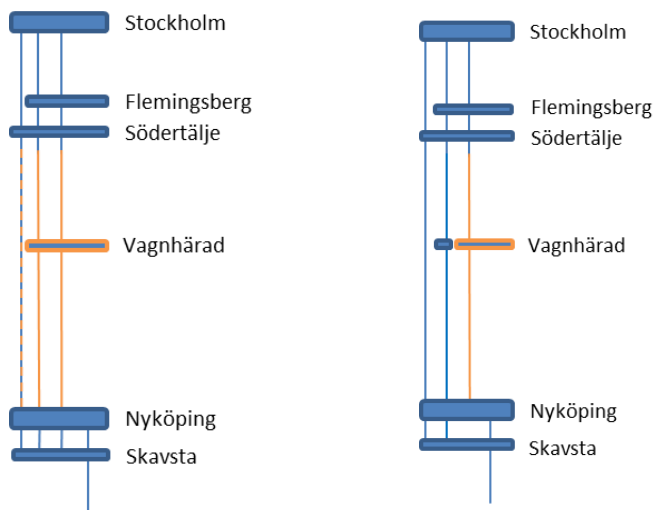 Stockholm
Flemingsberg
Södertälje
Vagnhärad
Nyköping
Skavsta
Stockholm
Flemingsberg
Södertälje
Vagnhärad
Nyköping
Skavsta